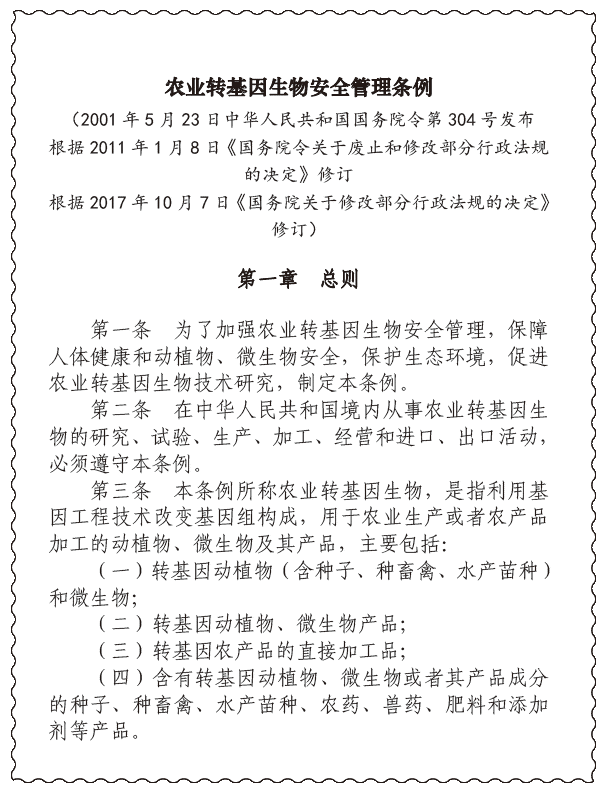 农业转基因生物安全管理条例
（2001 年 5 月 23 日中华人民共和国国务院令第 304 号发布
根据 2011 年 1 月 8 日《国务院令关于废止和修改部分行政法规
的决定》修订
根据 2017 年 10 月 7 日《国务院关于修改部分行政法规的决定》
修订）
第一章　总则
第一条　为了加强农业转基因生物安全管理，保障
人体健康和动植物、微生物安全，保护生态环境，促进
农业转基因生物技术研究，制定本条例。
第二条　在中华人民共和国境内从事农业转基因生
物的研究、试验、生产、加工、经营和进口、出口活动，
必须遵守本条例。
第三条　本条例所称农业转基因生物，是指利用基
因工程技术改变基因组构成，用于农业生产或者农产品
加工的动植物、微生物及其产品，主要包括：
（一）转基因动植物（含种子、种畜禽、水产苗种）
和微生物；
（二）转基因动植物、微生物产品；
（三）转基因农产品的直接加工品；
（四）含有转基因动植物、微生物或者其产品成分
的种子、种畜禽、水产苗种、农药、兽药、肥料和添加
剂等产品。